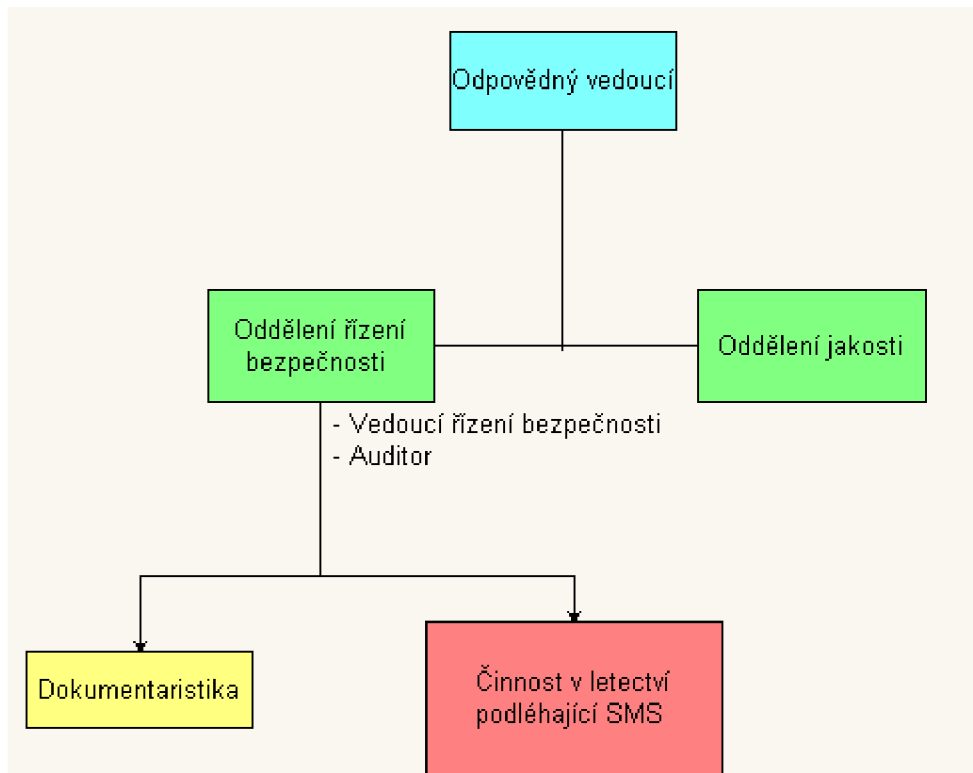 Odpovědný vedoucí
Oddělení řízení
bezpečnosti
Oddělení jakosti
- Vedoucí řízení bezpečnosti
- Auditor
Dokumentaristika
Činnost v letectví
podléhající SMS